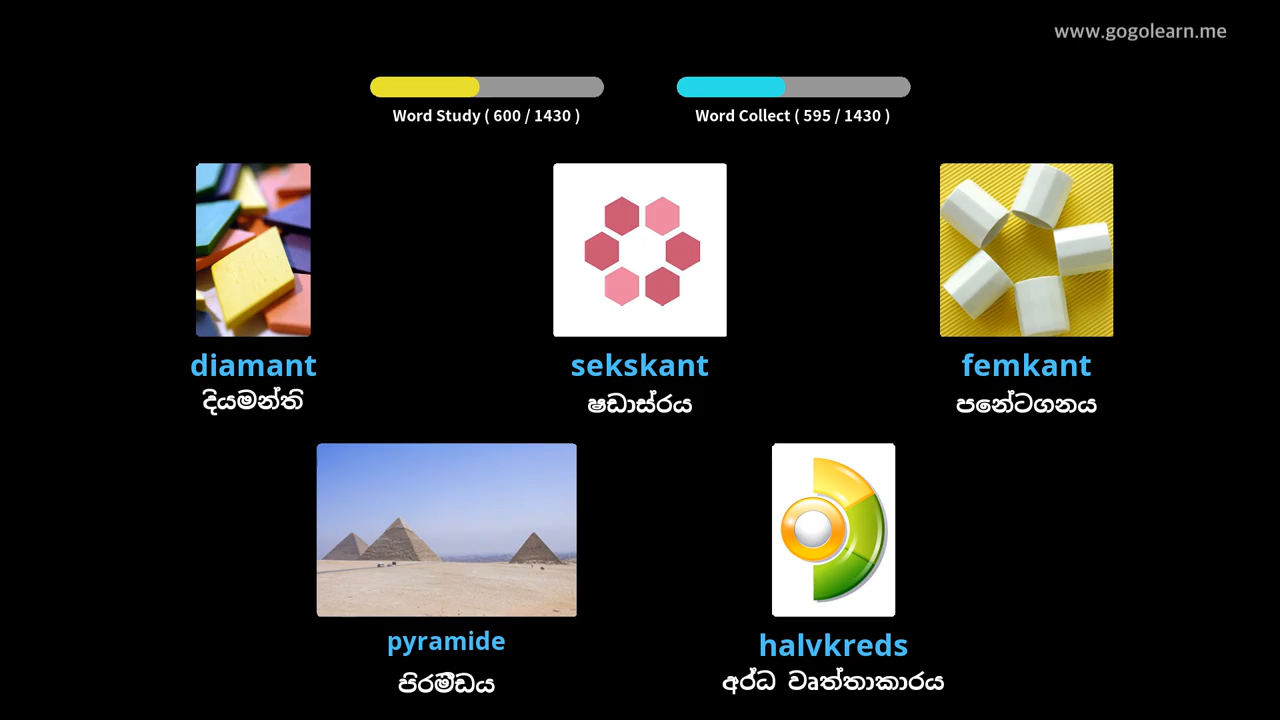 www.gogolearn.me
Word Study ( 600 / 1430 )
Word Collect ( 595 / 1430 )
diamant
දියමන්ති
sekskant
ෂඩාස්රය
femkant
පනේටගනය
pyramide
පිරමීඩය
halvkreds
අර්ධ වෘත්තාකාරය